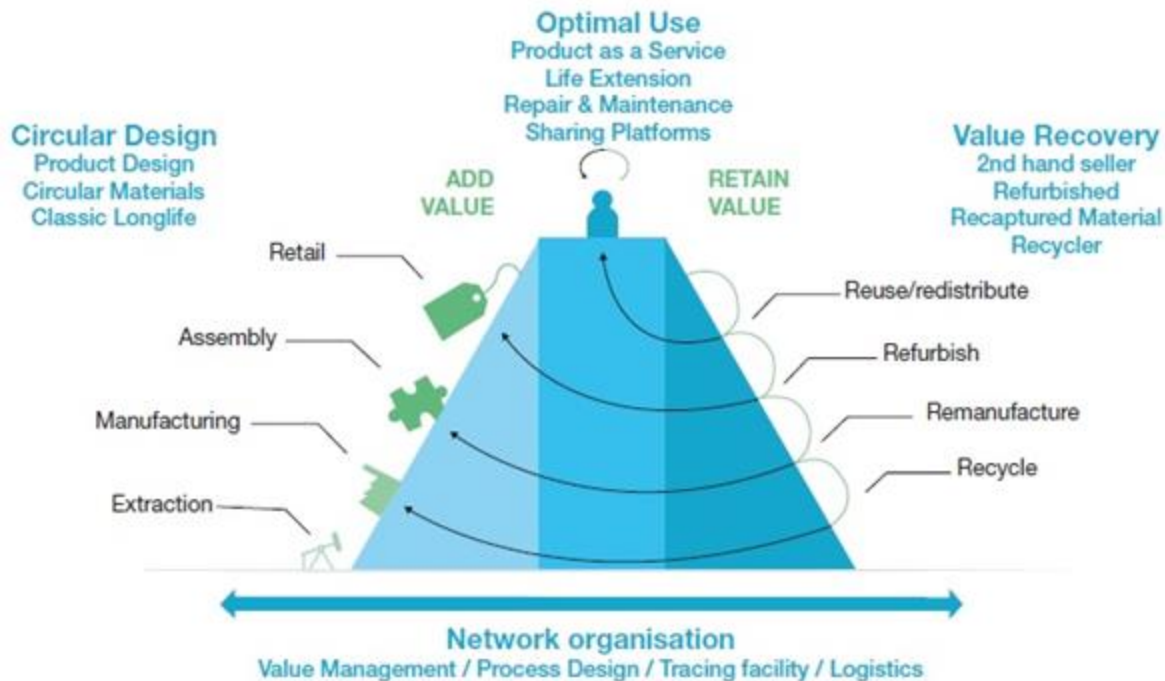 Optimal Use
Product as a Service
Life Extension
Repair & Maintenance
Sharing Platforms
Circular Design
Product Design
Circular Materials
Classic Longlife
Value Recovery
2nd hand seller
Refurbished
Recaptured Material
Recycler
ADD
VALUE
RETAIN
VALUE
Retail
Assembly
Manufacturing
Extraction
Reuse/redistribute
Refurbish
Remanufacture
Recycle
Network organisation
Value Management / Process Design / Tracing facility / Logistics